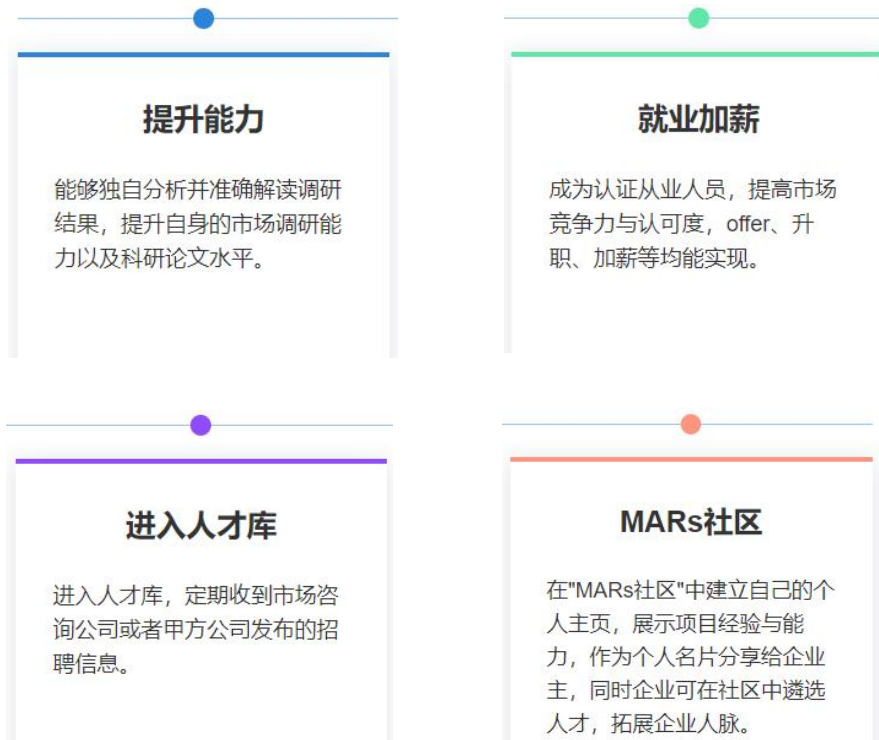 提升能力
能够独自分析并准确解读调研
结果，提升自身的市场调研能
力以及科研论文水平。
就业加薪
成为认证从业人员，提高市场
竞争力与认可度，offer、升
职、加薪等均能实现。
进入人才库
进入人才库，定期收到市场咨
询公司或者甲方公司发布的招
聘信息。
MARs社区
在"MARs社区"中建立自己的个
人主页，展示项目经验与能
力，作为个人名片分享给企业
主，同时企业可在社区中遴选
人才，拓展企业人脉。